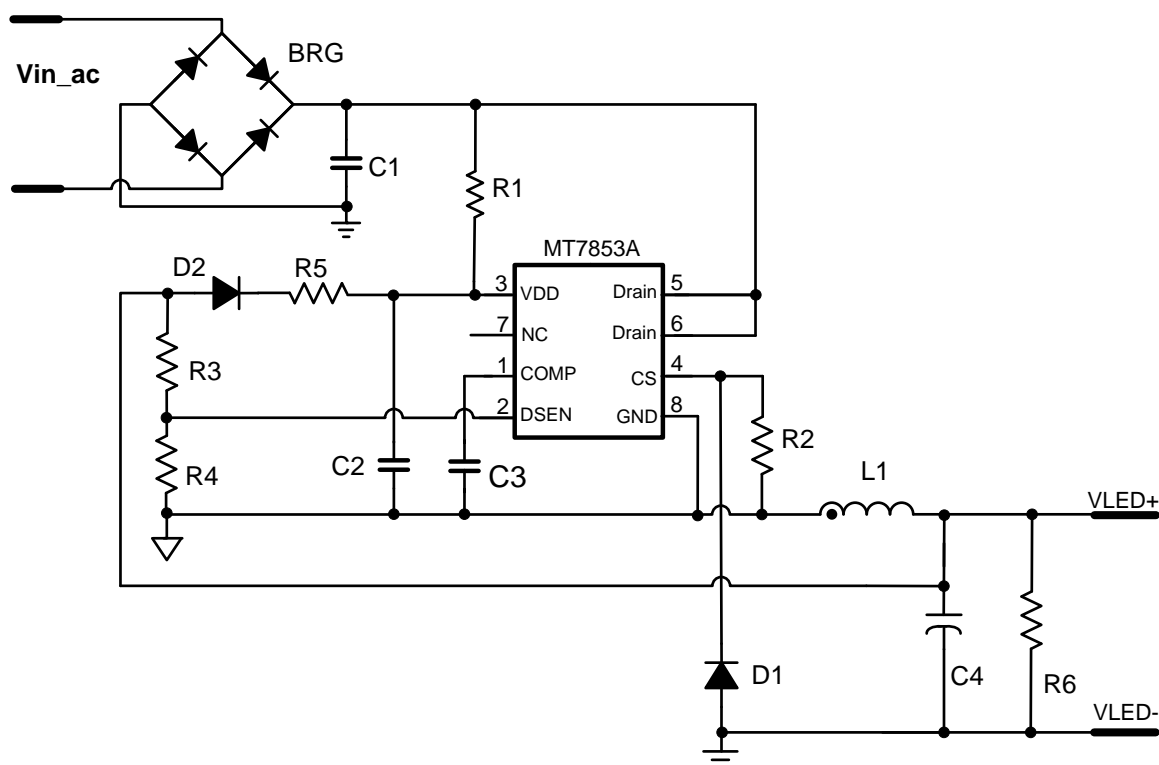 BRG
Vin_ac
C1
R1
MT7853A
D2
R5
3
VDD
Drain
5
7
NC
Drain
6
R3
1
COMP
CS
4
2
DSEN
GND
8
R2
R4
C2
C3
L1
VLED+
D1
C4
R6
VLED-